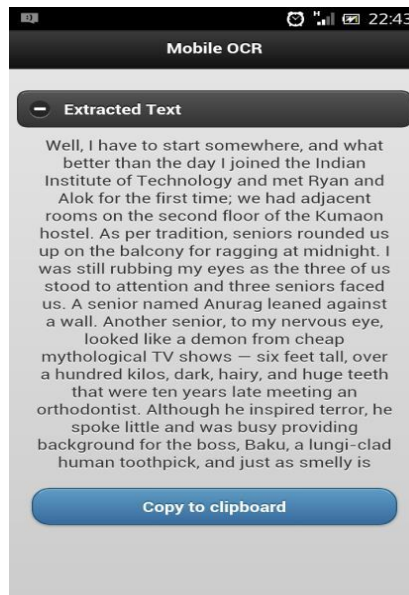 H
22:43
Mobile OCR
Extracted Text
Well, I have to start somewhere, and what
better than the day I joined the Indian
Institute of Technology and met Ryan and
Alok for the first time; we had adjacent
rooms on the second floor of the Kumaon
hostel. As per tradition, seniors rounded us
up on the balcony for ragging at midnight. I
was still rubbing my eyes as the three of us
stood to attention and three seniors faced
us. A senior named Anurag leaned against
a wall. Another senior, to my nervous eye,
looked like a demon from cheap
mythological TV shows — six feet tall, over
a hundred kilos, dark, hairy, and huge teeth
that were ten years late meeting an
orthodontist. Although he inspired terror, he
spoke little and was busy providing
background for the boss, Baku, a lungi-clad
human toothpick, and just as smelly is
Copy to clipboard